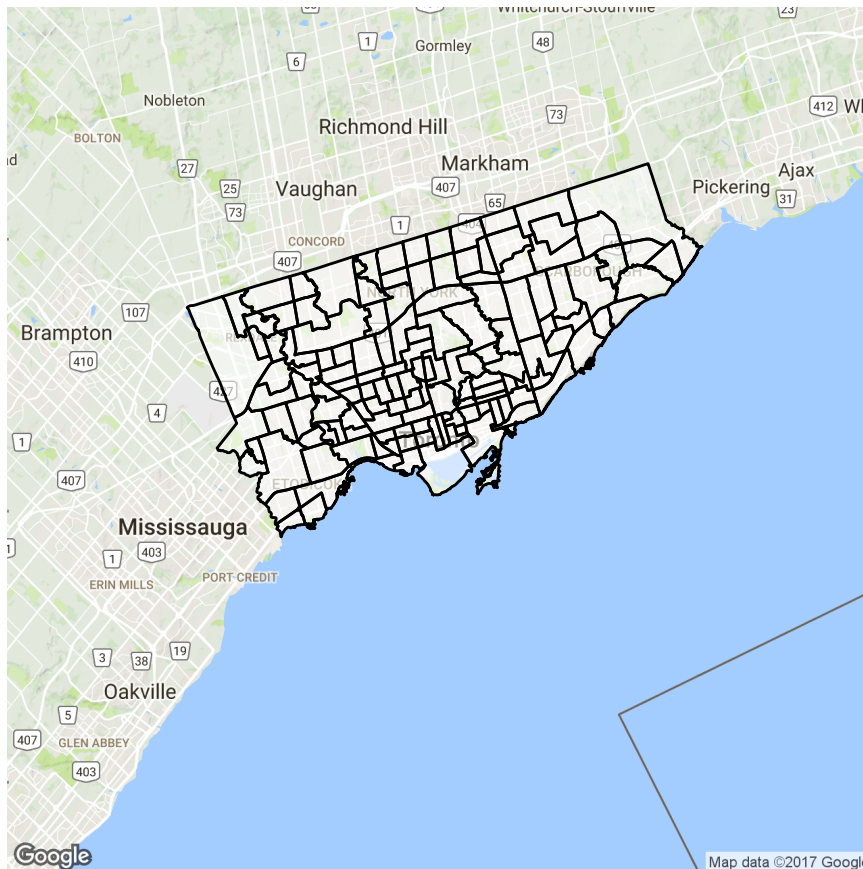 Whitchurch-Stouffville
23
1
48
Gormley
6
Nobleton
412
73
Richmond Hill
BOLTON
Markham
27
Ajax
407
25
Vaughan
Pickering
65
31
73
1
404
CONCORD
407
SCARBOROUGH
NORTH YORK
107
Brampton
410
427
4
1
Toronto
407
ETOBICOKE
Mississauga
403
1
ERIN MILLS
PORT CREDIT
19
3
38
Oakville
5
407
GLEN ABBEY
403
Google
Map data ©2017 Google